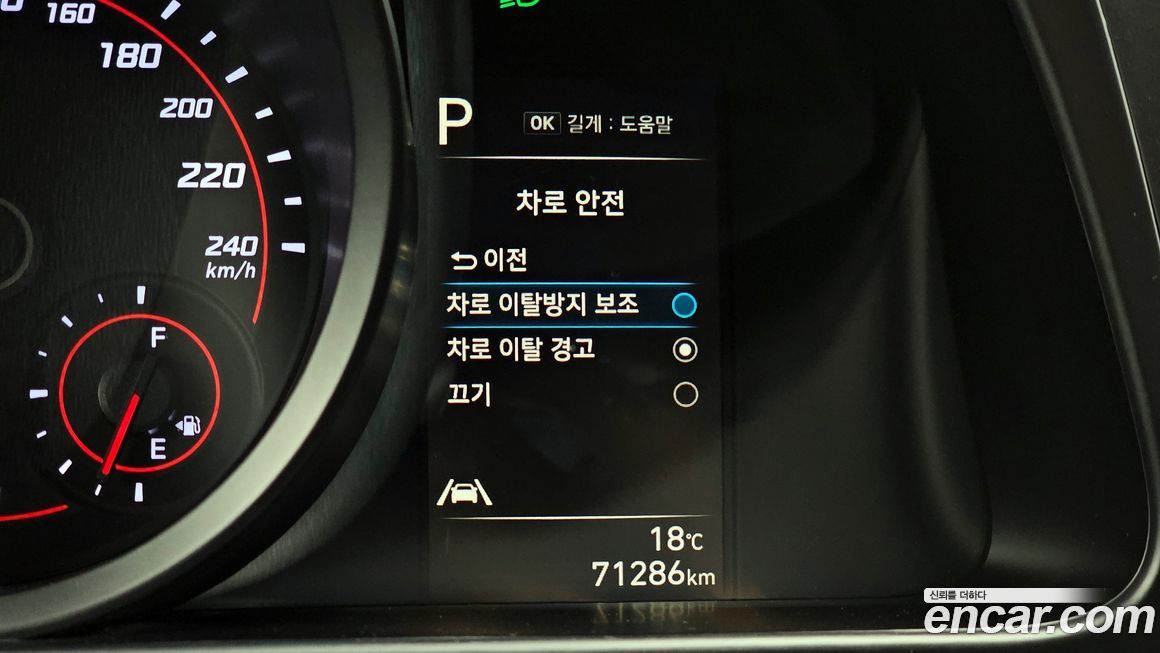 160
180
200
220
240
km/h
F
E
P
OK 길게 : 도움말
차로 안전
이전
차로 이탈방지 보조
차로 이탈 경고
끄기
18℃
71286km
신뢰를 더하다
encar.com